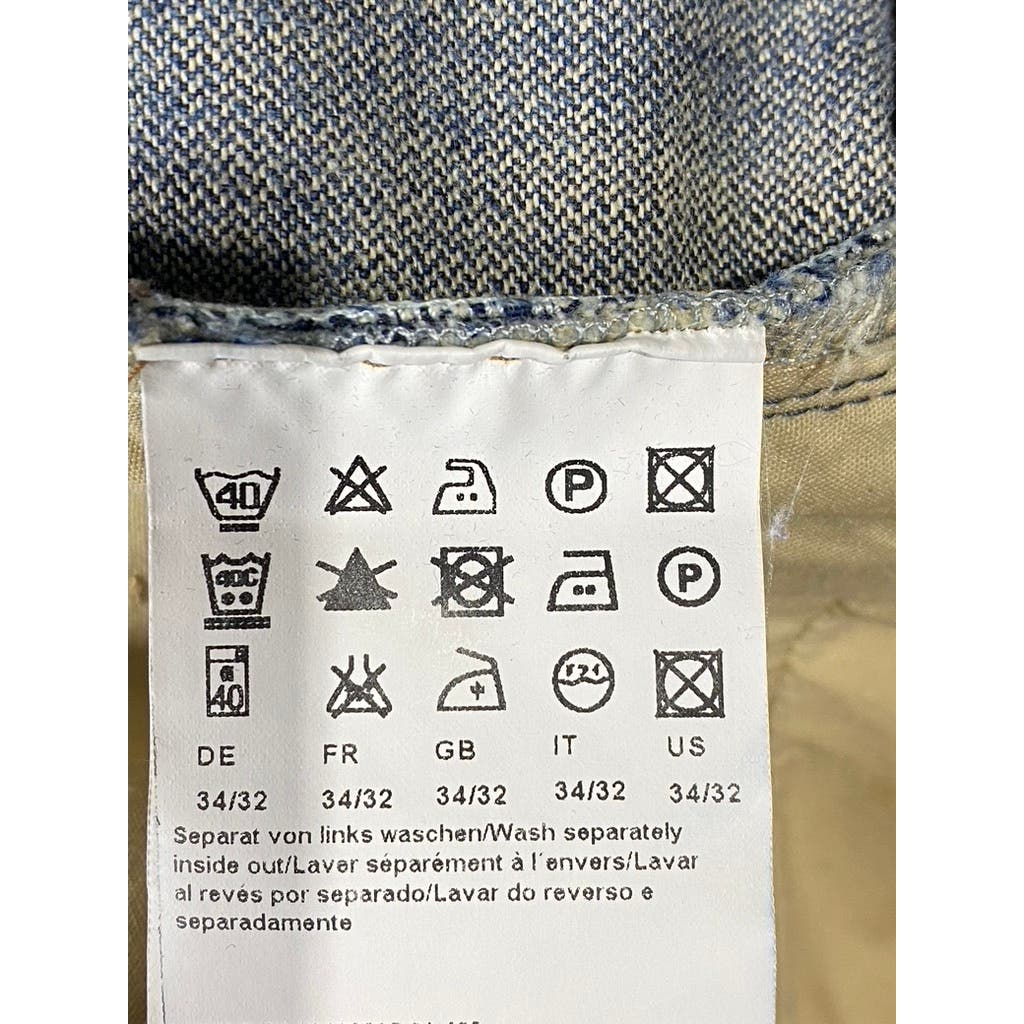 40 P
40C P
40
DE FR GB IT US
34/32 34/32 34/32 34/32 34/32
Separat von links waschen/Wash separately
inside out/Laver séparément à l'envers/Lavar
al revés por separado/Lavar do reverso e
separadamente